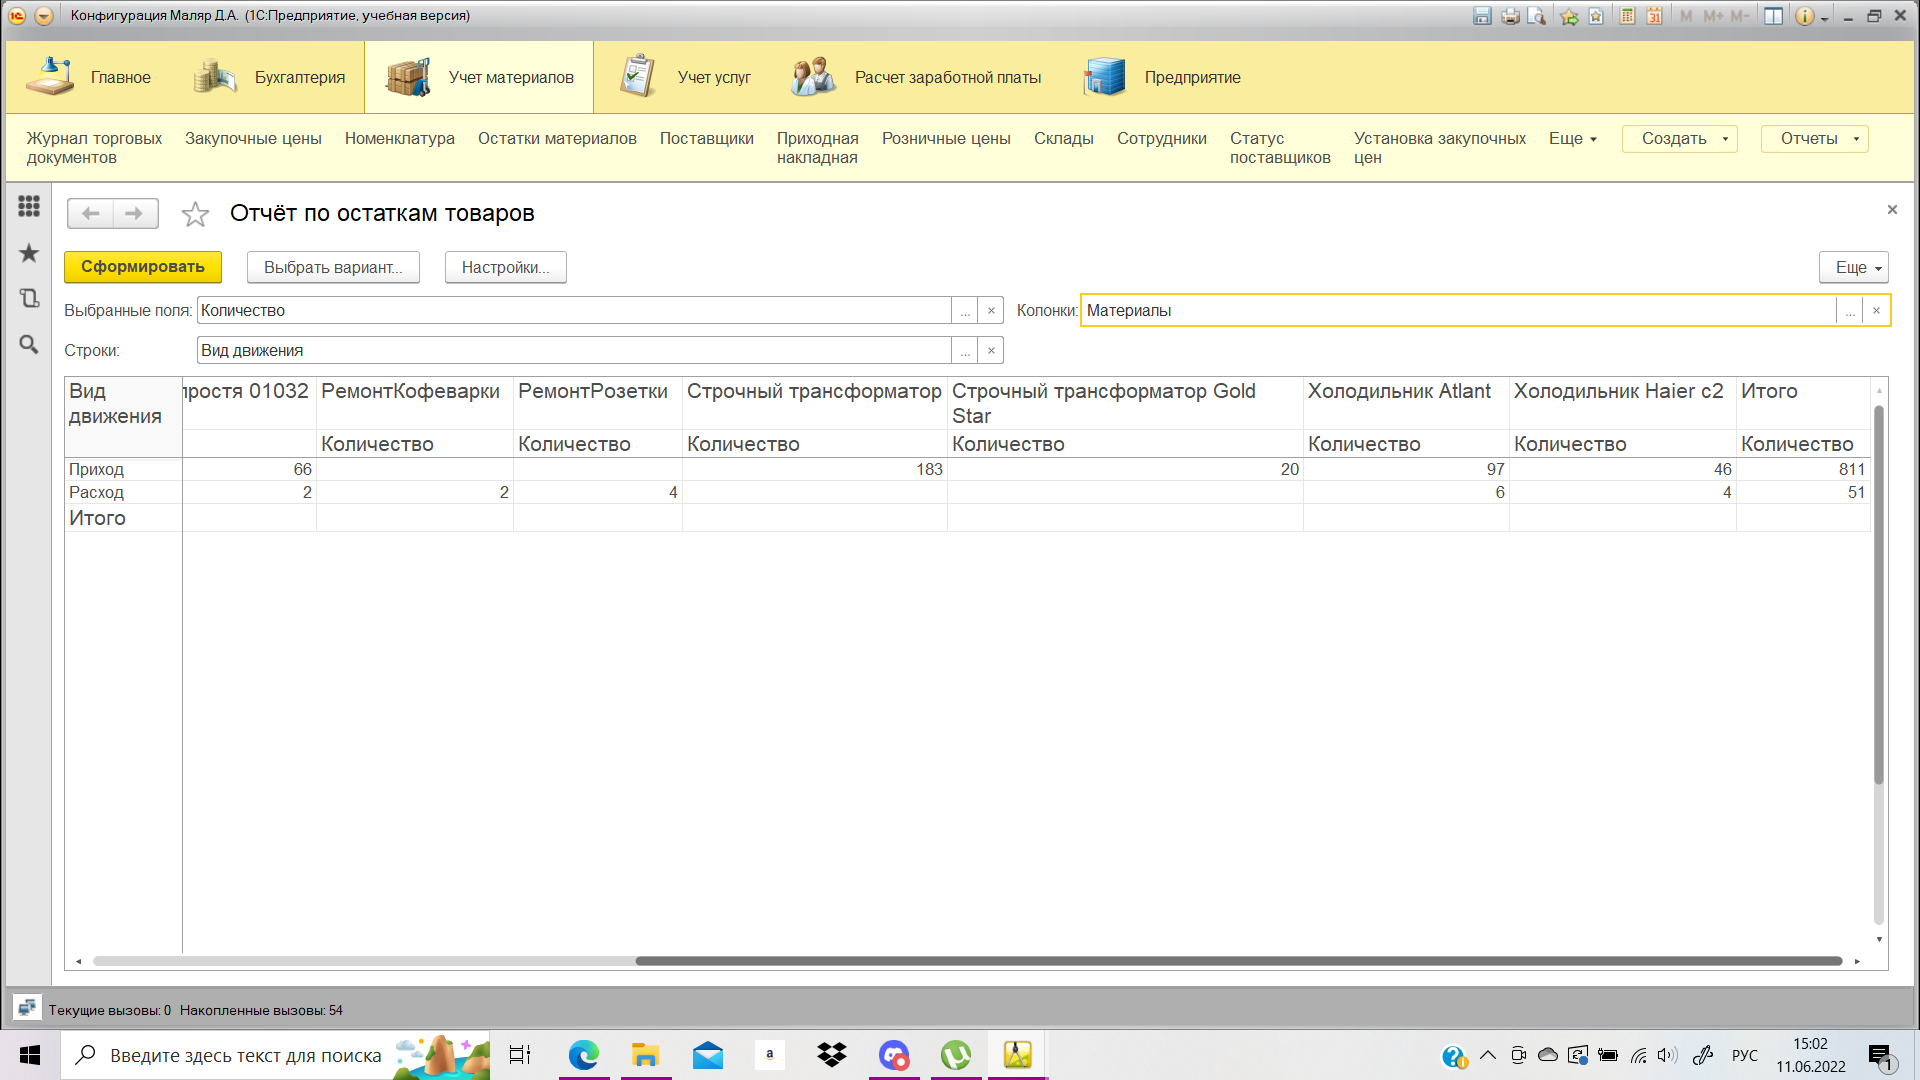 Конфигурация Маляр Д.А. (1С:Предприятие, учебная версия)
M M+ M-
Главное
Бухгалтерия
Учет материалов
Учет услуг
Расчет заработной платы
Предприятие
Журнал торговых документов
Закупочные цены
Номенклатура
Остатки материалов
Поставщики
Приходная накладная
Розничные цены
Склады
Сотрудники
Статус поставщиков
Установка закупочных цен
Еще
Создать
Отчеты
Отчёт по остаткам товаров
Сформировать
Выбрать вариант...
Настройки...
Еще
Выбранные поля: Количество ... ×
Колонки: Материалы ... ×
Строки: Вид движения ... ×
Вид движения простя 01032 РемонтКофеварки РемонтРозетки Строчный трансформатор Строчный трансформатор Gold Star Холодильник Atlant Холодильник Haier c2 Итого
Количество Количество Количество Количество Количество Количество Количество
Приход 66 183 20 97 46 811
Расход 2 2 4 6 4 51
Итого
Текущие вызовы: 0 Накопленные вызовы: 54
Введите здесь текст для поиска
a
РУС
15:02
11.06.2022
1